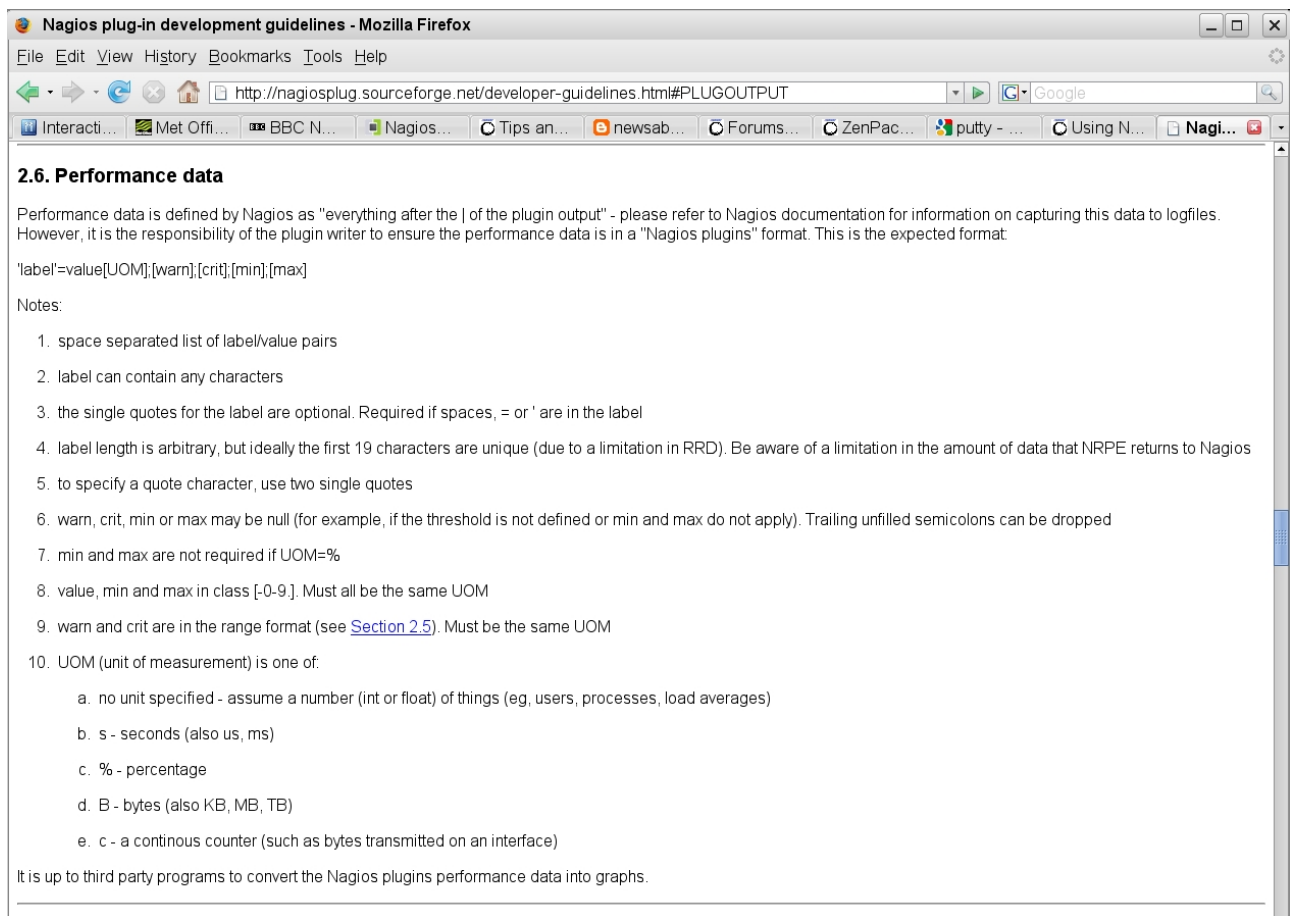 Nagios plug-in development guidelines - Mozilla Firefox
File Edit View History Bookmarks Tools Help
http://nagiosplug.sourceforge.net/developer-guidelines.html#PLUGOUTPUT
G Google
Interacti... Met Offi... BBC N... Nagios... Tips an... newsab... Forums... ZenPac... putty - ... Using N... Nagi...
2.6. Performance data
Performance data is defined by Nagios as "everything after the | of the plugin output" - please refer to Nagios documentation for information on capturing this data to logfiles.
However, it is the responsibility of the plugin writer to ensure the performance data is in a "Nagios plugins" format. This is the expected format:
'label'=value[UOM];[warn];[crit];[min];[max]
Notes:
1. space separated list of label/value pairs
2. label can contain any characters
3. the single quotes for the label are optional. Required if spaces, = or ' are in the label
4. label length is arbitrary, but ideally the first 19 characters are unique (due to a limitation in RRD). Be aware of a limitation in the amount of data that NRPE returns to Nagios
5. to specify a quote character, use two single quotes
6. warn, crit, min or max may be null (for example, if the threshold is not defined or min and max do not apply). Trailing unfilled semicolons can be dropped
7. min and max are not required if UOM=%
8. value, min and max in class [-0-9.]. Must all be the same UOM
9. warn and crit are in the range format (see Section 2.5). Must be the same UOM
10. UOM (unit of measurement) is one of:
a. no unit specified - assume a number (int or float) of things (eg, users, processes, load averages)
b. s - seconds (also us, ms)
c. % - percentage
d. B - bytes (also KB, MB, TB)
e. c - a continous counter (such as bytes transmitted on an interface)
It is up to third party programs to convert the Nagios plugins performance data into graphs.